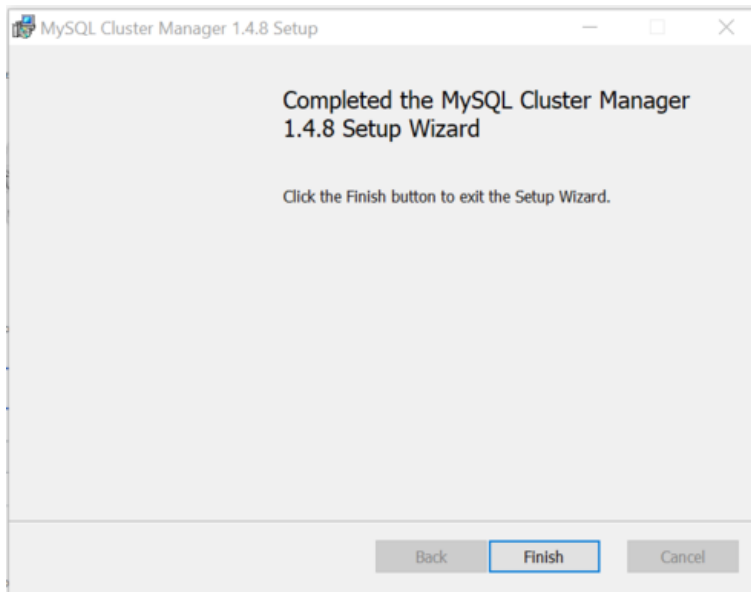 MySQL Cluster Manager 1.4.8 Setup
Completed the MySQL Cluster Manager
1.4.8 Setup Wizard
Click the Finish button to exit the Setup Wizard.
Back
Finish
Cancel